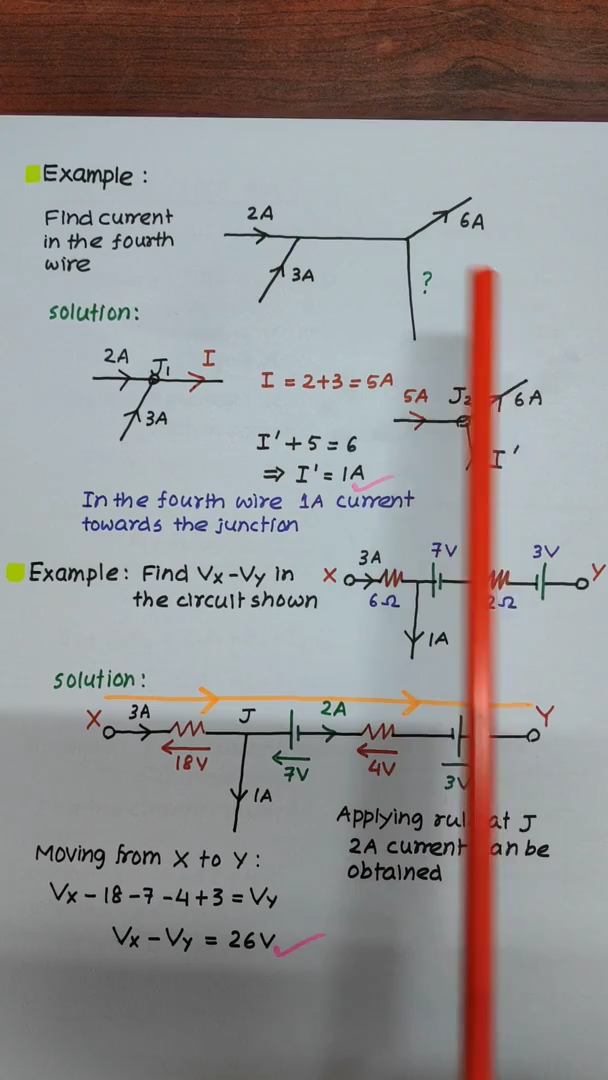 Example :
Find current
in the fourth
wire
2A
6A
3A
?
solution:
2A
J1
I
3A
I = 2+3 = 5A
5A
J2
6A
I'
I'+5 = 6
⇒ I' = 1A
In the fourth wire 1A current
towards the junction
Example: Find Vx-Vy in
the circuit shown
X
3A
6Ω
7V
1A
2Ω
3V
Y
solution:
X
3A
18V
J
1A
7V
2A
4V
3V
Y
Applying at J
2A current be
obtained
Moving from X to Y:
Vx-18-7-4+3 = Vy
Vx-Vy = 26V